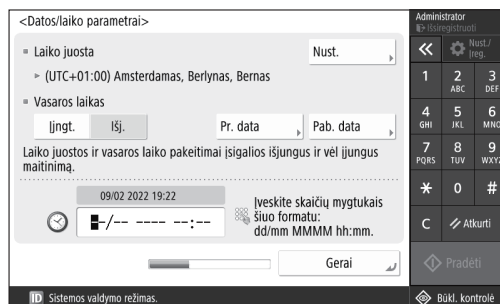 <Datos/laiko parametrai>
Laiko juosta
Nust.
(UTC+01:00) Amsterdamas, Berlynas, Bernas
Vasaros laikas
Įjngt.
Išj.
Pr. data
Pab. data
Laiko juostos ir vasaros laiko pakeitimai įsigalios išjungus ir vėl įjungus
maitinimą.
09/02 2022 19:22
-/-- ---- --:--
Įveskite skaičių mygtukais
šiuo formatu:
dd/mm MMMM hh:mm.
Gerai
ID Sistemos valdymo režimas.
Administrator
Išsiregistruoti
Nust./
įreg.
1
2
ABC
3
DEF
4
GHI
5
JKL
6
MNO
7
PQRS
8
TUV
9
WXYZ
*
0
#
C
Atkurti
Pradėti
Būkl. kontrolė